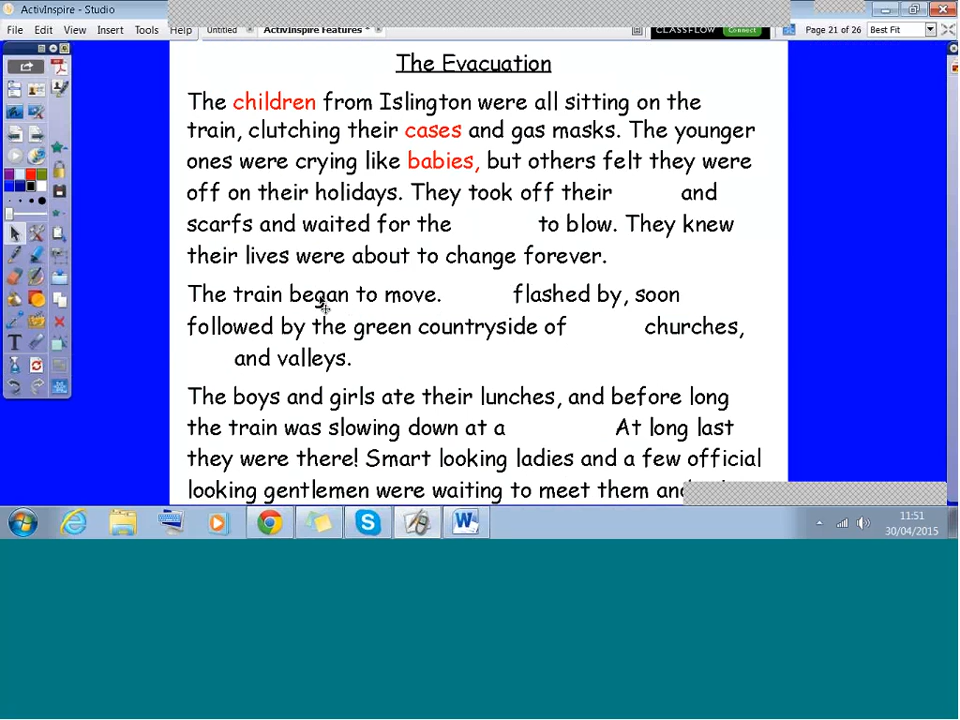 ActivInspire - Studio
File Edit View Insert Tools Help Untitled ActivInspire Features * CLASSFLOW Connect Page 21 of 26 Best Fit
The Evacuation
The children from Islington were all sitting on the
train, clutching their cases and gas masks. The younger
ones were crying like babies, but others felt they were
off on their holidays. They took off their and
scarfs and waited for the to blow. They knew
their lives were about to change forever.
The train began to move. flashed by, soon
followed by the green countryside of churches,
and valleys.
The boys and girls ate their lunches, and before long
the train was slowing down at a At long last
they were there! Smart looking ladies and a few official
looking gentlemen were waiting to meet them and
11:51
30/04/2015